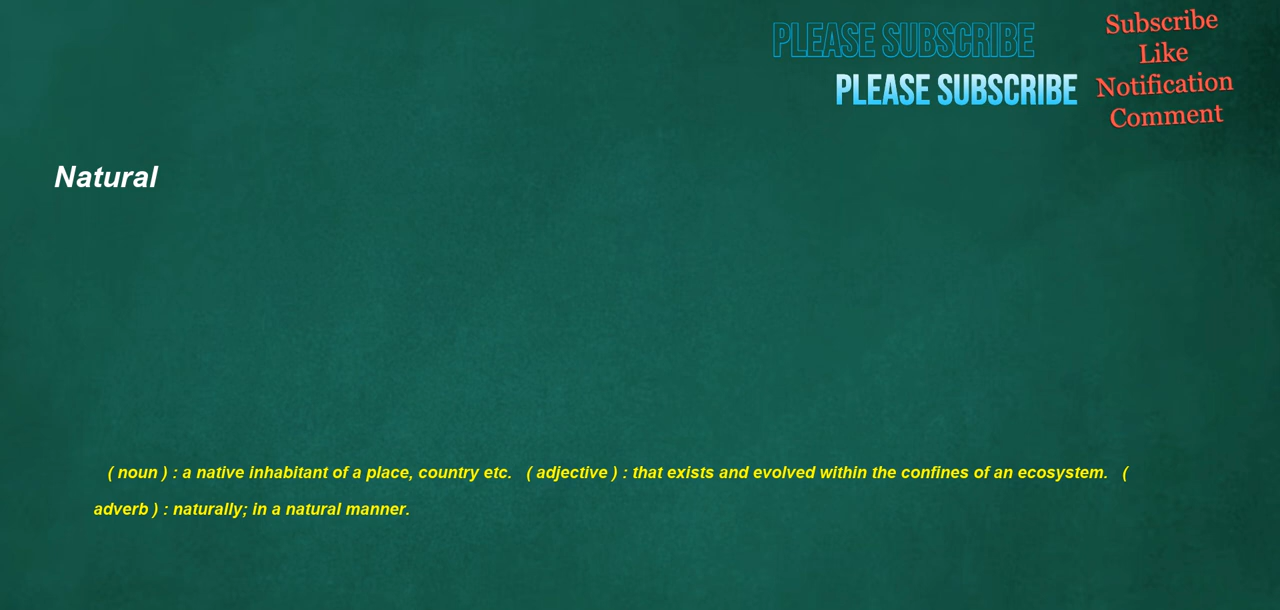 PLEASE SUBSCRIBE
PLEASE SUBSCRIBE
Subscribe
Like
Notification
Comment
Natural
( noun ) : a native inhabitant of a place, country etc. ( adjective ) : that exists and evolved within the confines of an ecosystem. (
adverb ) : naturally; in a natural manner.